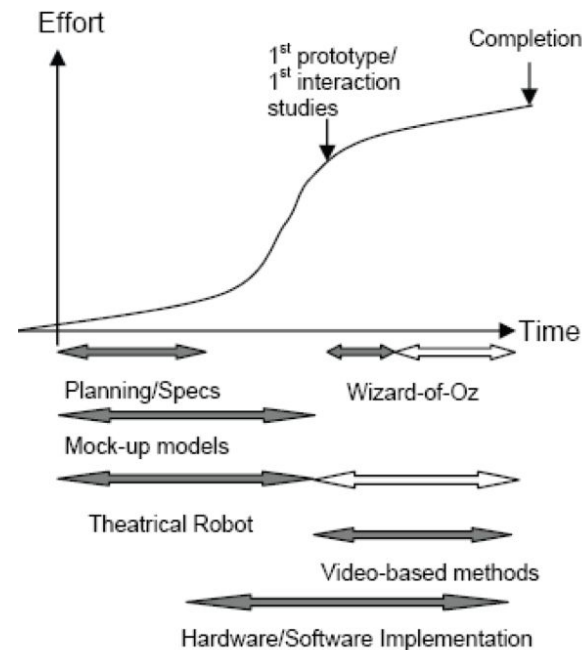 Effort
Completion
1st prototype/
1st interaction
studies
Time
Planning/Specs
Wizard-of-Oz
Mock-up models
Theatrical Robot
Video-based methods
Hardware/Software Implementation